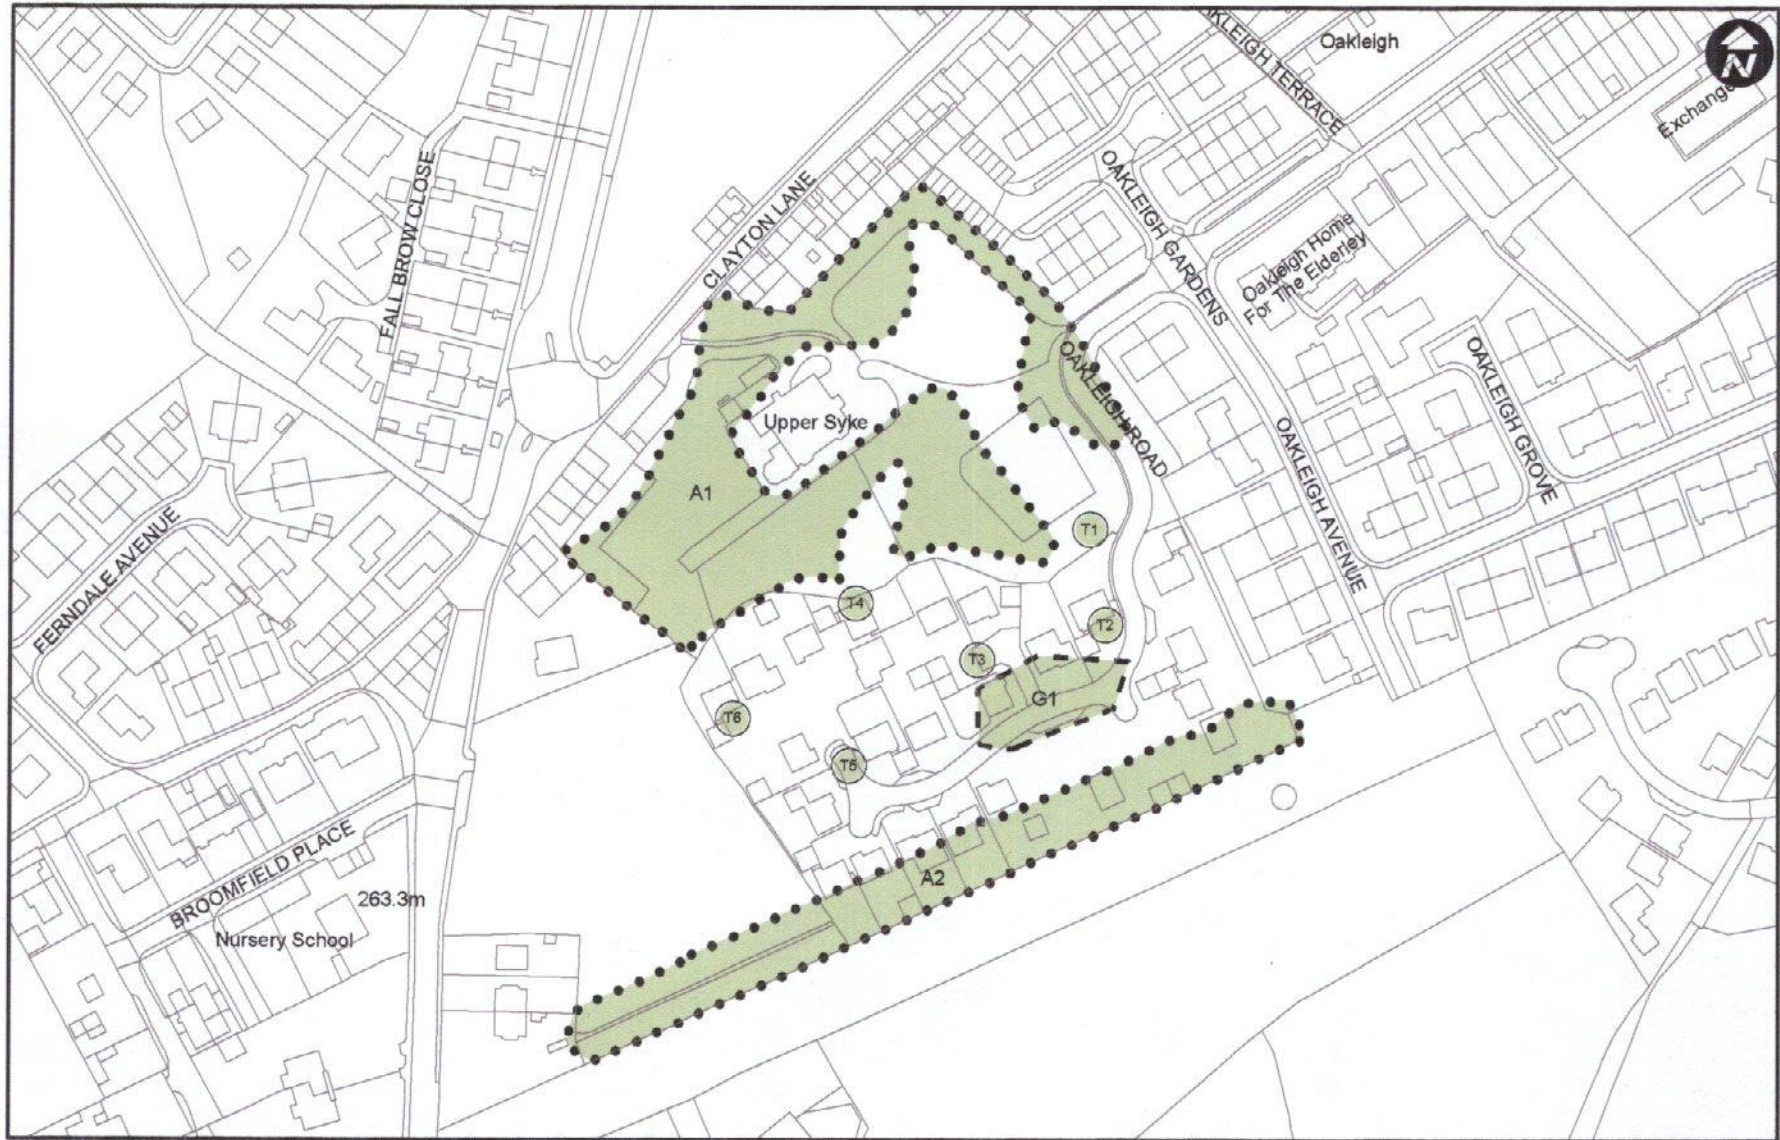 OAKLEIGH TERRACE
Oakleigh
N
Exchange
FALL BROW CLOSE
CLAYTON LANE
OAKLEIGH GARDENS
Oakleigh Home
For The Elderley
OAKLEIGH ROAD
OAKLEIGH GROVE
Upper Syke
OAKLEIGH AVENUE
A1
T1
FERNDALE AVENUE
T4
T2
T3
G1
T6
T5
BROOMFIELD PLACE
A2
263.3m
Nursery School